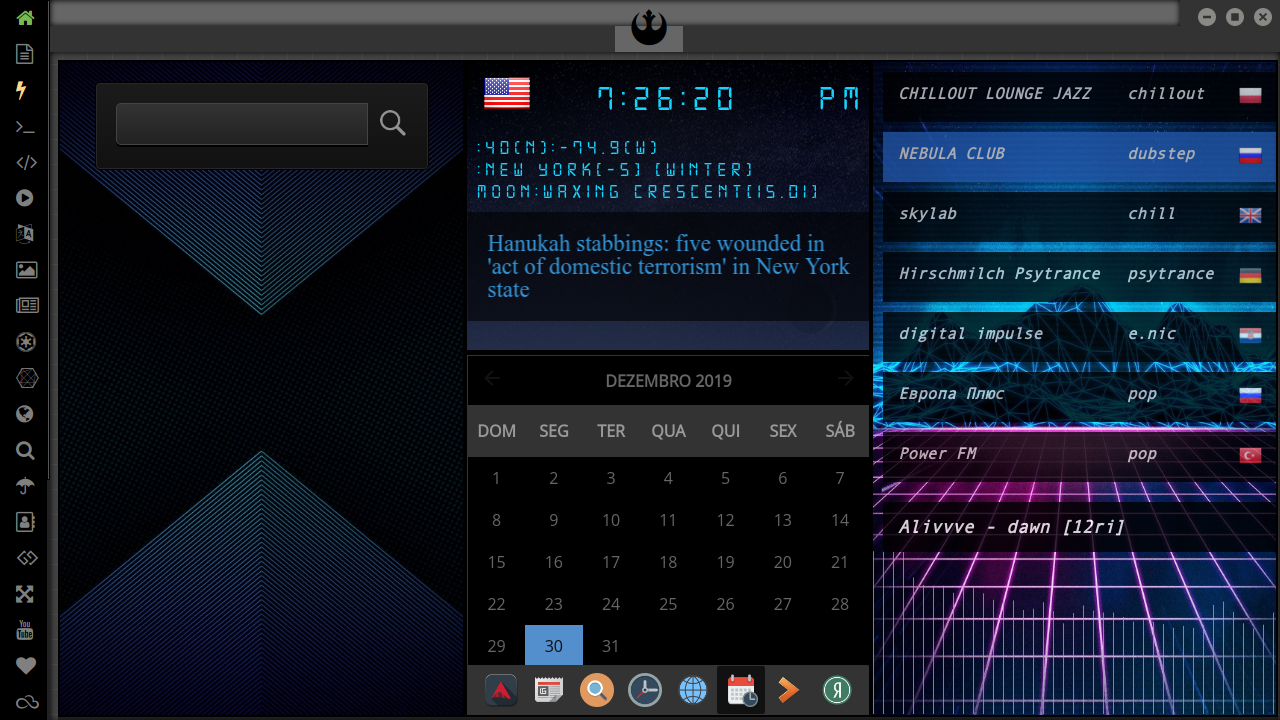 7:26:20 PM
:40(N):-74.9(W)
:NEW YORK[-5] [WINTER]
MOON:WAXING CRESCENT[15.01]
Hanukah stabbings: five wounded in
'act of domestic terrorism' in New York
state
DEZEMBRO 2019
DOM SEG TER QUA QUI SEX SÁB
1 2 3 4 5 6 7
8 9 10 11 12 13 14
15 16 17 18 19 20 21
22 23 24 25 26 27 28
29 30 31
CHILLOUT LOUNGE JAZZ chillout
NEBULA CLUB dubstep
skylab chill
Hirschmilch Psytrance psytrance
digital impulse e.nic
Европа Плюс pop
Power FM pop
Alivvve - dawn [12ri]
You
Tube
Я